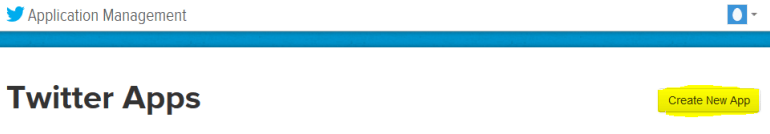 Application Management
Twitter Apps
Create New App